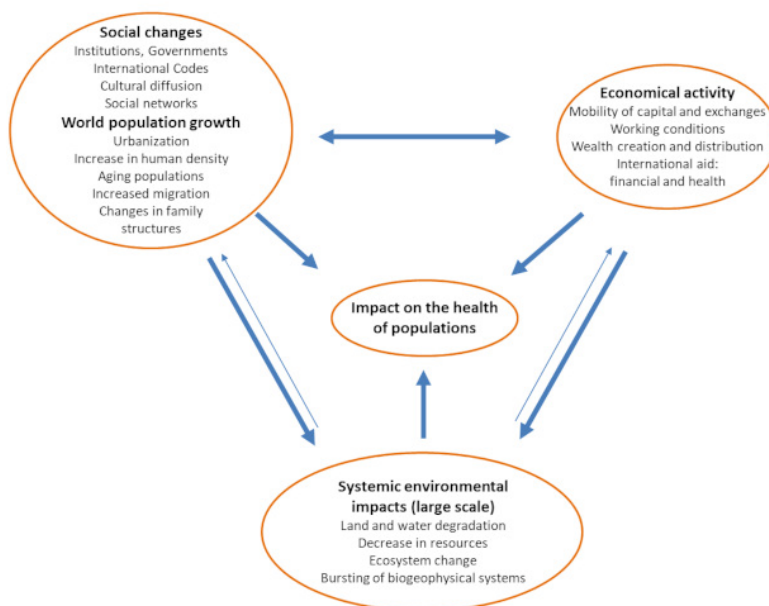 Social changes
Institutions, Governments
International Codes
Cultural diffusion
Social networks
World population growth
Urbanization
Increase in human density
Aging populations
Increased migration
Changes in family
structures
Economical activity
Mobility of capital and exchanges
Working conditions
Wealth creation and distribution
International aid:
financial and health
Impact on the health
of populations
Systemic environmental
impacts (large scale)
Land and water degradation
Decrease in resources
Ecosystem change
Bursting of biogeophysical systems